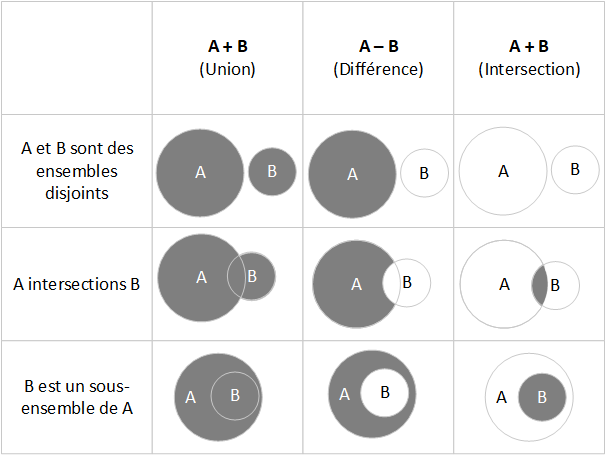 A + B
(Union)
A – B
(Différence)
A + B
(Intersection)
A et B sont des
ensembles
disjoints
A B
A B
A B
A intersections B
A B
A B
A B
B est un sous-
ensemble de A
A B
A B
A B